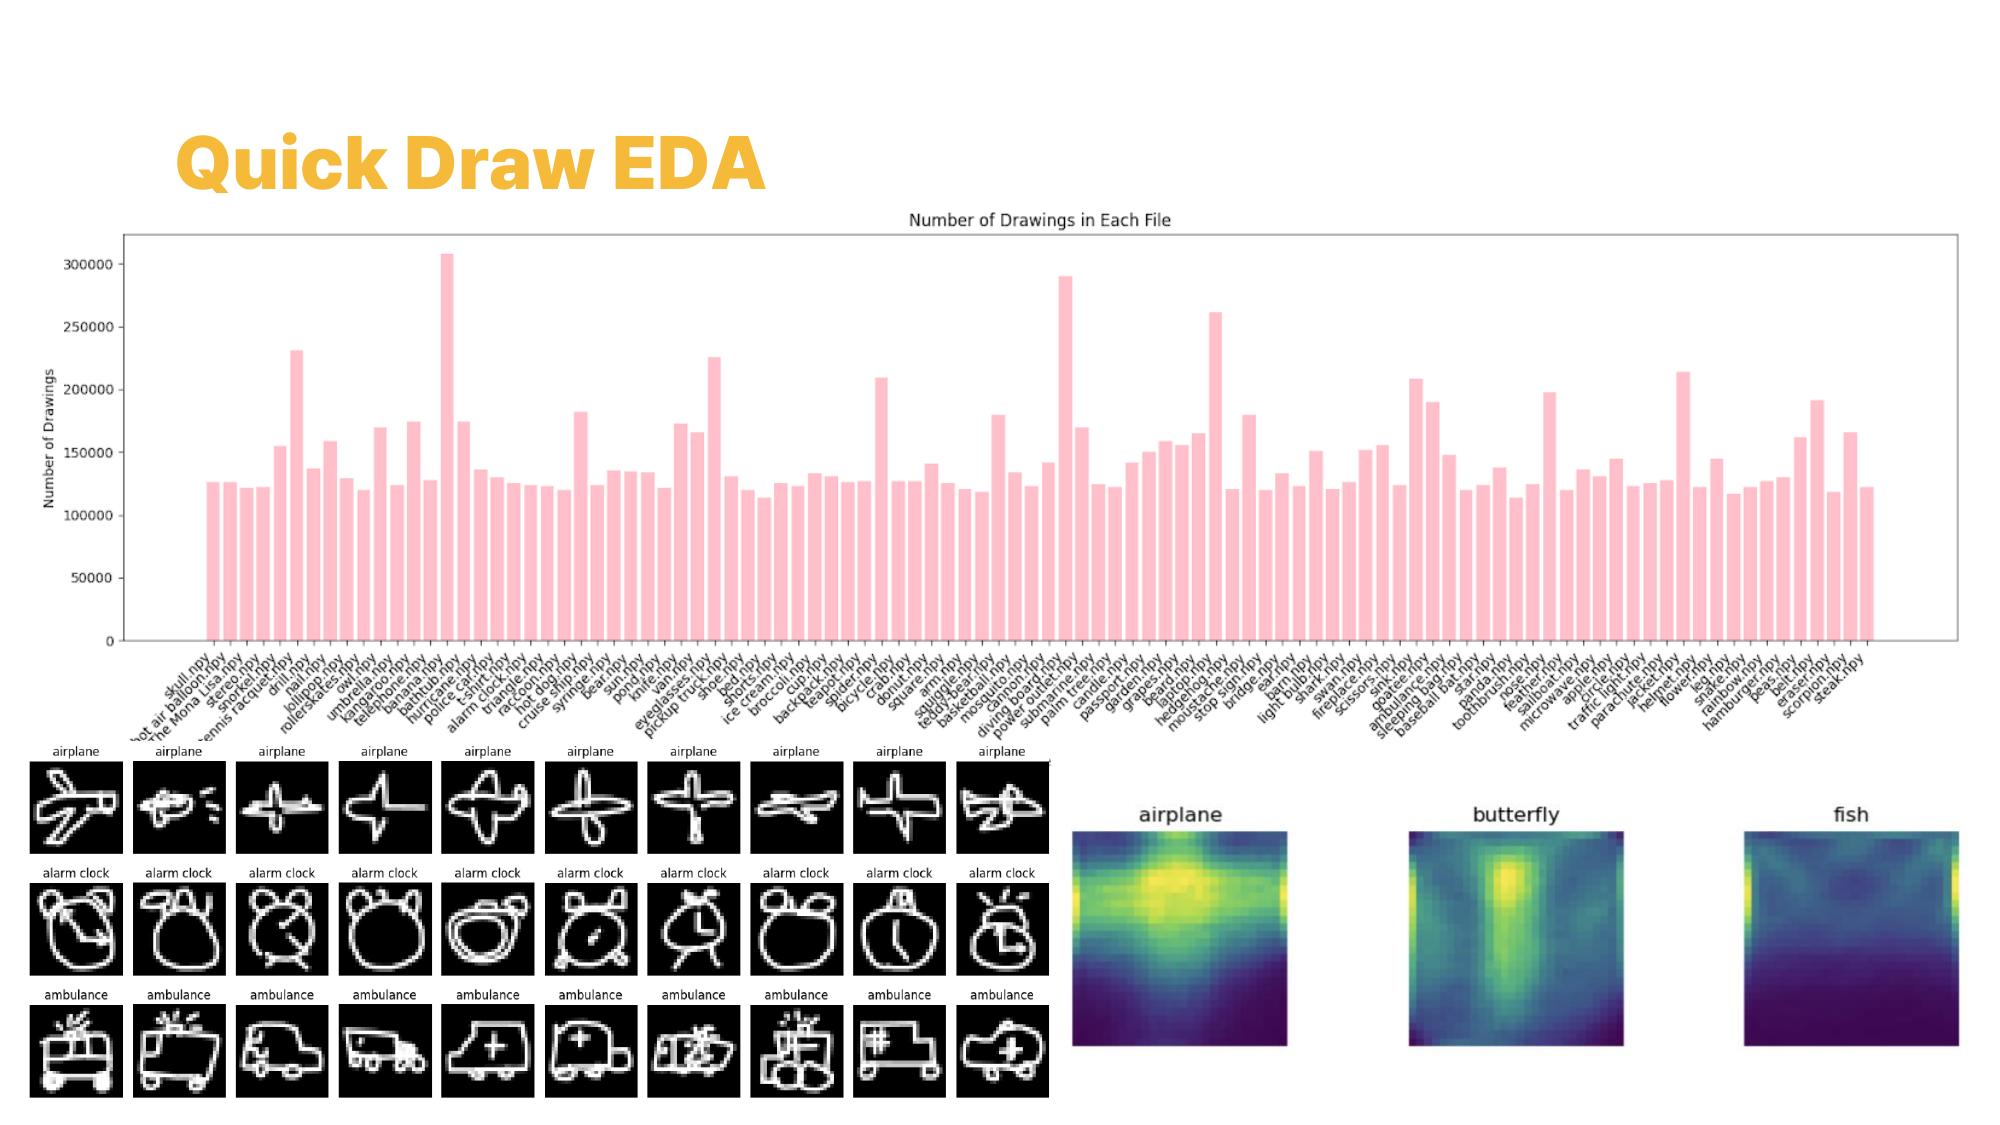 Quick Draw EDA
Number of Drawings in Each File
Number of Drawings
300000
250000
200000
150000
100000
50000
0
skull.npy
hot air balloon.npy
The Mona Lisa.npy
stereo.npy
snorkel.npy
tennis racquet.npy
drill.npy
nail.npy
lollipop.npy
rollerskates.npy
owl.npy
umbrella.npy
kangaroo.npy
telephone.npy
banana.npy
bathtub.npy
hurricane.npy
police car.npy
t-shirt.npy
alarm clock.npy
triangle.npy
raccoon.npy
hot dog.npy
cruise ship.npy
syringe.npy
bear.npy
sun.npy
pond.npy
knife.npy
van.npy
eyeglasses.npy
pickup truck.npy
shoe.npy
bed.npy
shorts.npy
ice cream.npy
broccoli.npy
cup.npy
backpack.npy
teapot.npy
spider.npy
bicycle.npy
crab.npy
donut.npy
square.npy
arm.npy
squiggle.npy
teddy-bear.npy
basketball.npy
mosquito.npy
cannon.npy
diving board.npy
power outlet.npy
submarine.npy
palm tree.npy
candle.npy
passport.npy
garden.npy
grapes.npy
beard.npy
laptop.npy
hedgehog.npy
moustache.npy
stop sign.npy
bridge.npy
ear.npy
barn.npy
light bulb.npy
shark.npy
swan.npy
fireplace.npy
scissors.npy
sink.npy
goatee.npy
ambulance.npy
sleeping bag.npy
baseball bat.npy
star.npy
panda.npy
toothbrush.npy
nose.npy
feather.npy
sailboat.npy
microwave.npy
apple.npy
circle.npy
traffic light.npy
parachute.npy
jacket.npy
helmet.npy
flower.npy
leg.npy
snake.npy
rainbow.npy
hamburger.npy
peas.npy
belt.npy
eraser.npy
scorpion.npy
steak.npy
airplane airplane airplane airplane airplane airplane airplane airplane airplane airplane
alarm clock alarm clock alarm clock alarm clock alarm clock alarm clock alarm clock alarm clock alarm clock alarm clock
ambulance ambulance ambulance ambulance ambulance ambulance ambulance ambulance ambulance ambulance
airplane butterfly fish